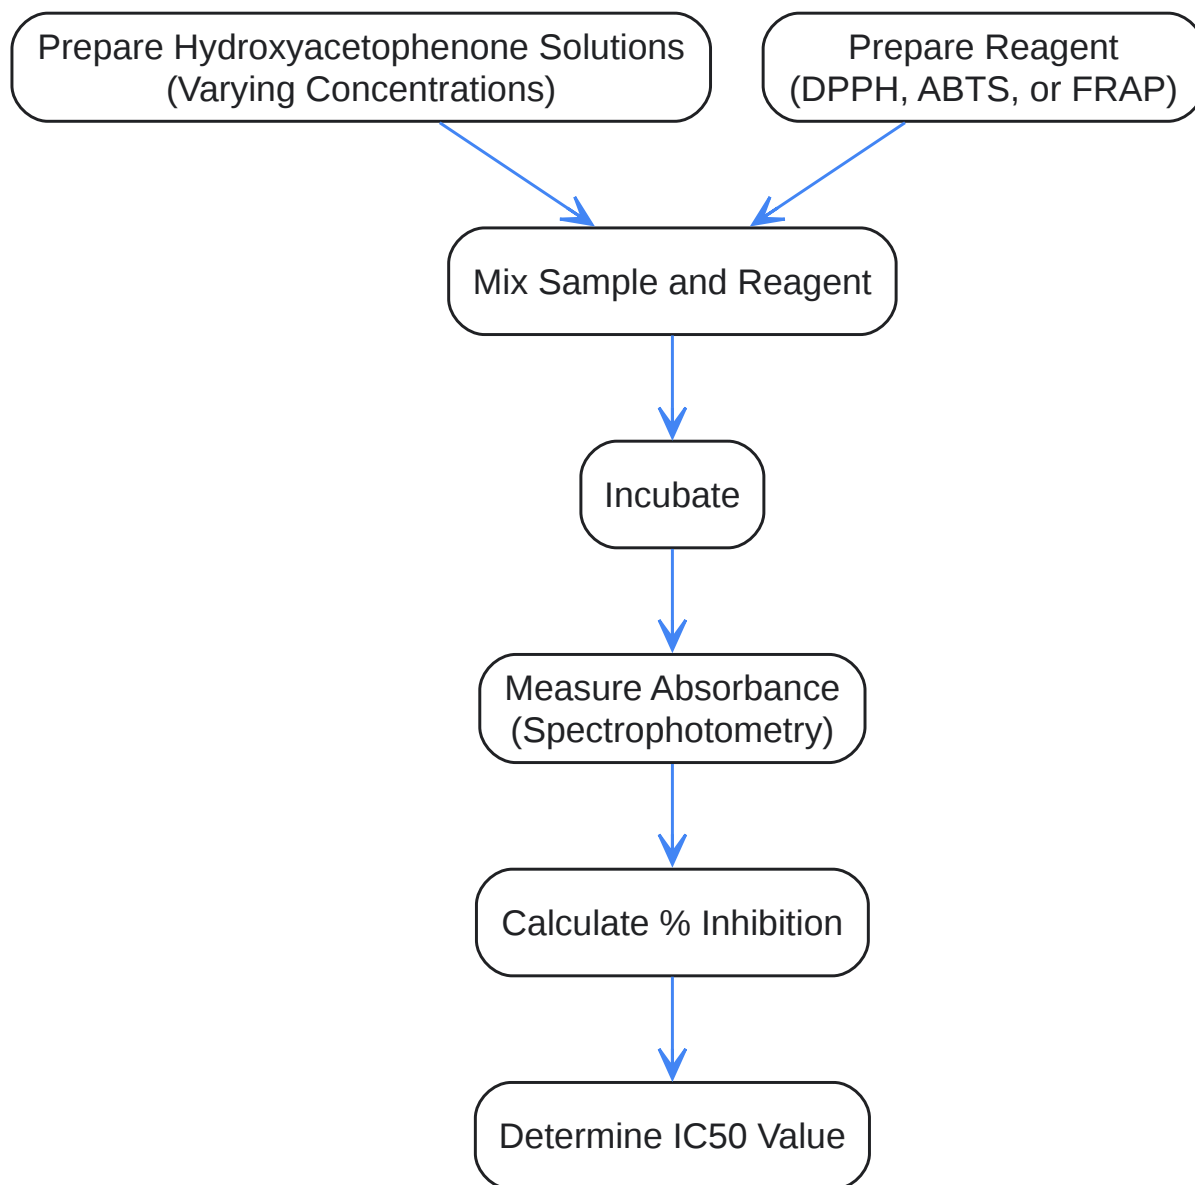 Prepare Hydroxyacetophenone Solutions
(Varying Concentrations)
Prepare Reagent
(DPPH, ABTS, or FRAP)
Mix Sample and Reagent
Incubate
Measure Absorbance
(Spectrophotometry)
Calculate % Inhibition
Determine IC50 Value